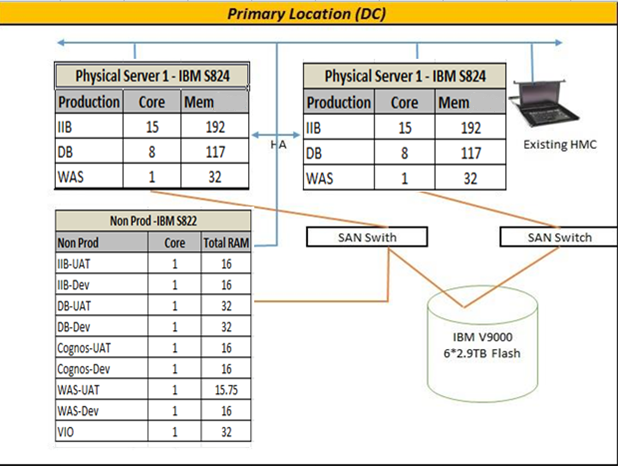 Primary Location (DC)
Physical Server 1 - IBM S824
Production Core Mem
IIB 15 192
DB 8 117
WAS 1 32
HA
Physical Server 1 - IBM S824
Production Core Mem
IIB 15 192
DB 8 117
WAS 1 32
Existing HMC
Non Prod -IBM S822
Non Prod Core Total RAM
IIB-UAT 1 16
IIB-Dev 1 16
DB-UAT 1 32
DB-Dev 1 32
Cognos-UAT 1 16
Cognos-Dev 1 16
WAS-UAT 1 15.75
WAS-Dev 1 16
VIO 1 32
SAN Swith
SAN Switch
IBM V9000
6*2.9TB Flash